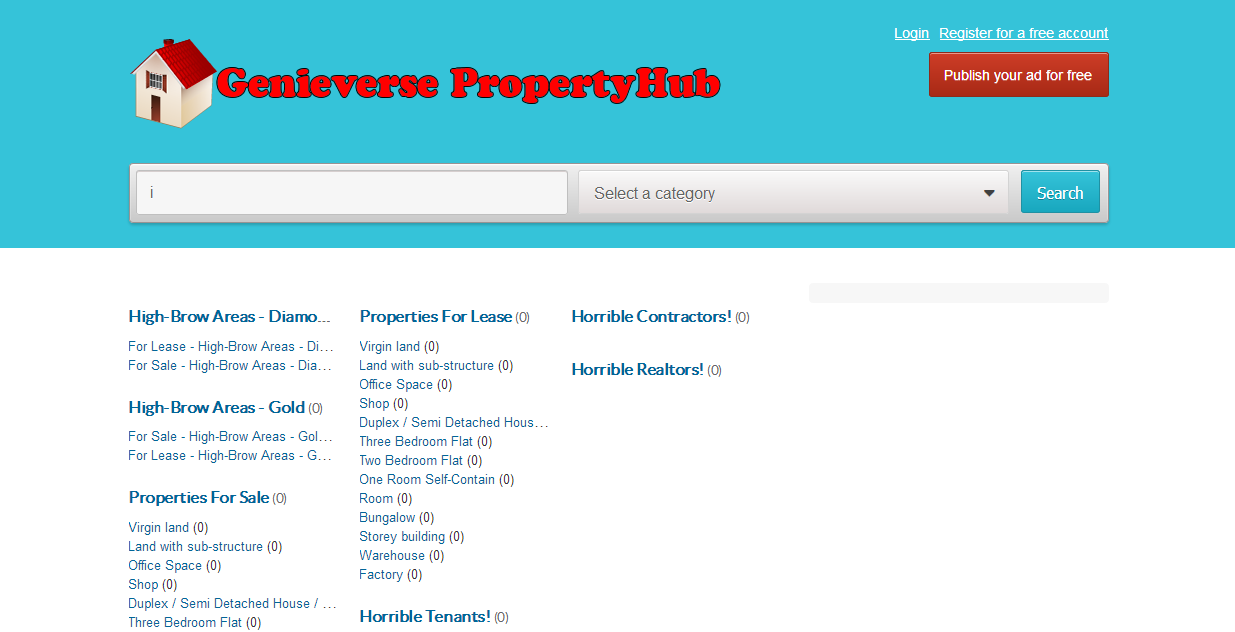 Login Register for a free account
Genieverse PropertyHub
Publish your ad for free
i
Select a category
Search
High-Brow Areas - Diamo...
For Lease - High-Brow Areas - Di...
For Sale - High-Brow Areas - Dia...
High-Brow Areas - Gold (0)
For Sale - High-Brow Areas - Gol...
For Lease - High-Brow Areas - G...
Properties For Sale (0)
Virgin land (0)
Land with sub-structure (0)
Office Space (0)
Shop (0)
Duplex / Semi Detached House / ...
Three Bedroom Flat (0)
Properties For Lease (0)
Virgin land (0)
Land with sub-structure (0)
Office Space (0)
Shop (0)
Duplex / Semi Detached Hous...
Three Bedroom Flat (0)
Two Bedroom Flat (0)
One Room Self-Contain (0)
Room (0)
Bungalow (0)
Storey building (0)
Warehouse (0)
Factory (0)
Horrible Tenants! (0)
Horrible Contractors! (0)
Horrible Realtors! (0)